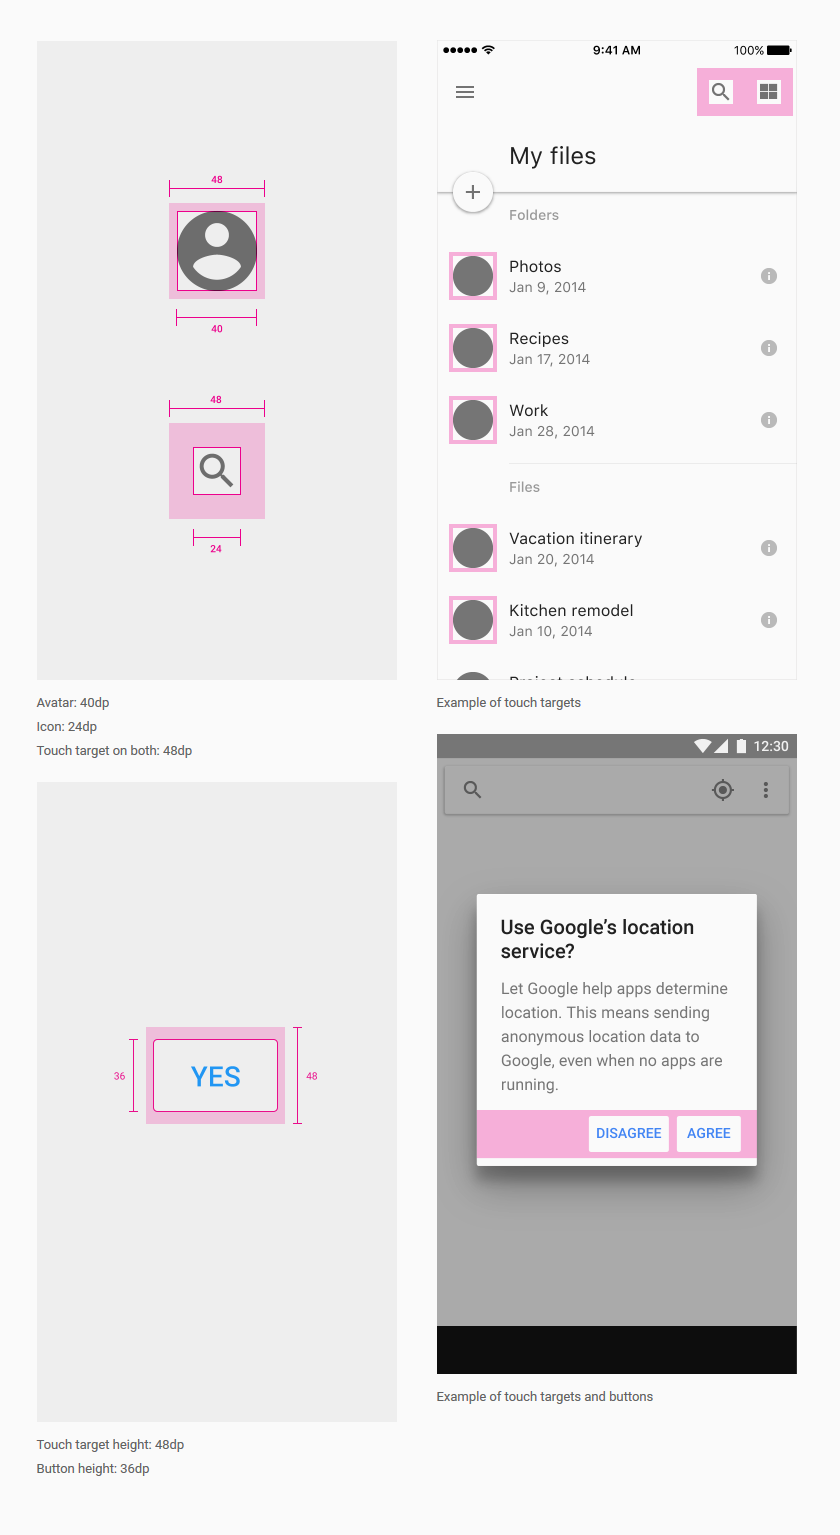 48
40
48
24
Avatar: 40dp
Icon: 24dp
Touch target on both: 48dp
9:41 AM
100%
My files
Folders
Photos
Jan 9, 2014
Recipes
Jan 17, 2014
Work
Jan 28, 2014
Files
Vacation itinerary
Jan 20, 2014
Kitchen remodel
Jan 10, 2014
Example of touch targets
36
YES
48
Touch target height: 48dp
Button height: 36dp
12:30
Use Google’s location
service?
Let Google help apps determine
location. This means sending
anonymous location data to
Google, even when no apps are
running.
DISAGREE AGREE
Example of touch targets and buttons